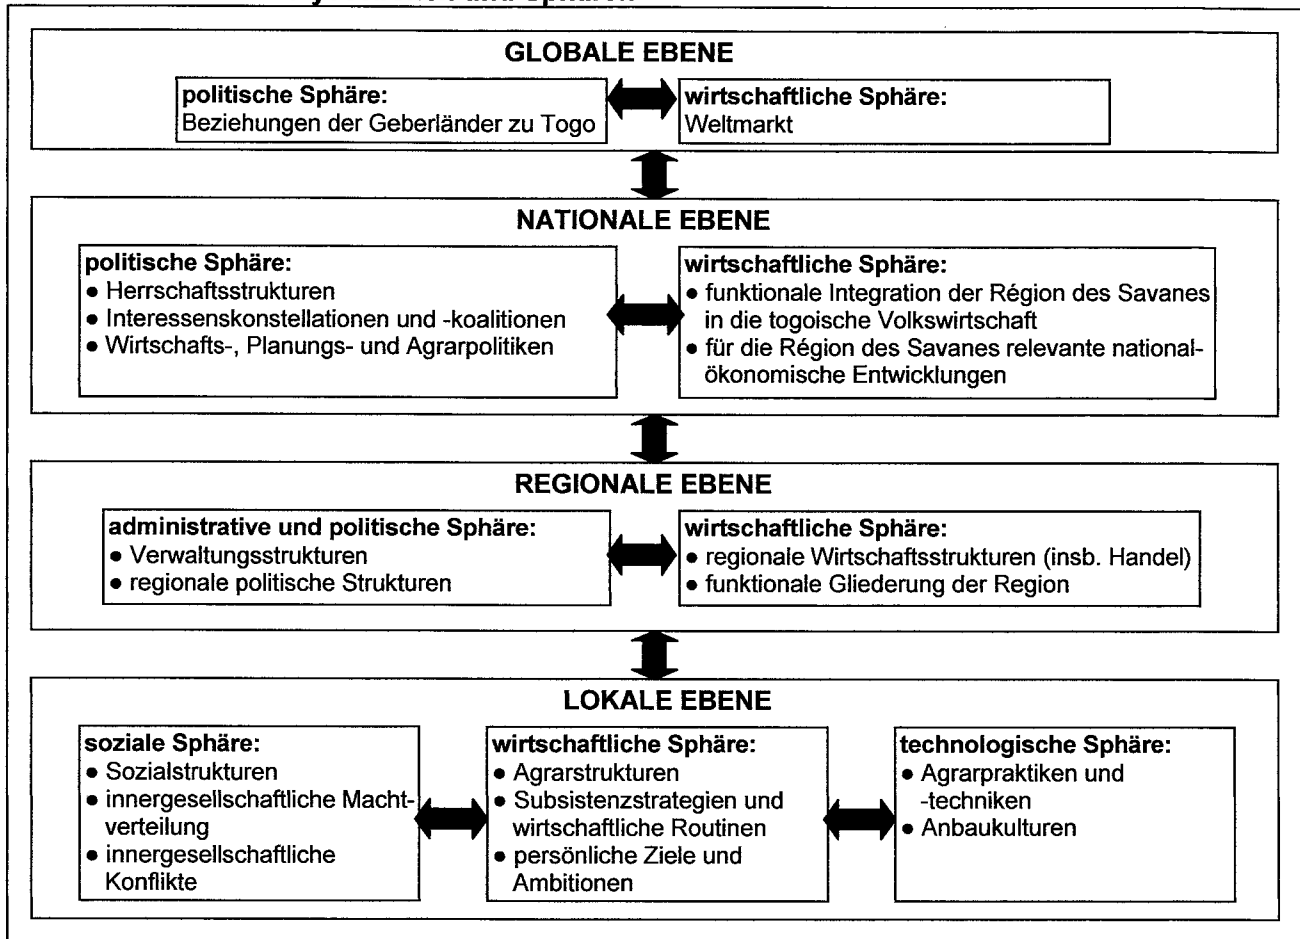 und Sphären
GLOBALE EBENE
politische Sphäre:
Beziehungen der Geberländer zu Togo
wirtschaftliche Sphäre:
Weltmarkt
NATIONALE EBENE
politische Sphäre:
● Herrschaftsstrukturen
● Interessenskonstellationen und -koalitionen
● Wirtschafts-, Planungs- und Agrarpolitiken
wirtschaftliche Sphäre:
● funktionale Integration der Région des Savanes
in die togoische Volkswirtschaft
● für die Région des Savanes relevante national-
ökonomische Entwicklungen
REGIONALE EBENE
administrative und politische Sphäre:
● Verwaltungsstrukturen
● regionale politische Strukturen
wirtschaftliche Sphäre:
● regionale Wirtschaftsstrukturen (insb. Handel)
● funktionale Gliederung der Region
LOKALE EBENE
soziale Sphäre:
● Sozialstrukturen
● innergesellschaftliche Macht-
verteilung
● innergesellschaftliche
Konflikte
wirtschaftliche Sphäre:
● Agrarstrukturen
● Subsistenzstrategien und
wirtschaftliche Routinen
● persönliche Ziele und
Ambitionen
technologische Sphäre:
● Agrarpraktiken und
-techniken
● Anbaukulturen